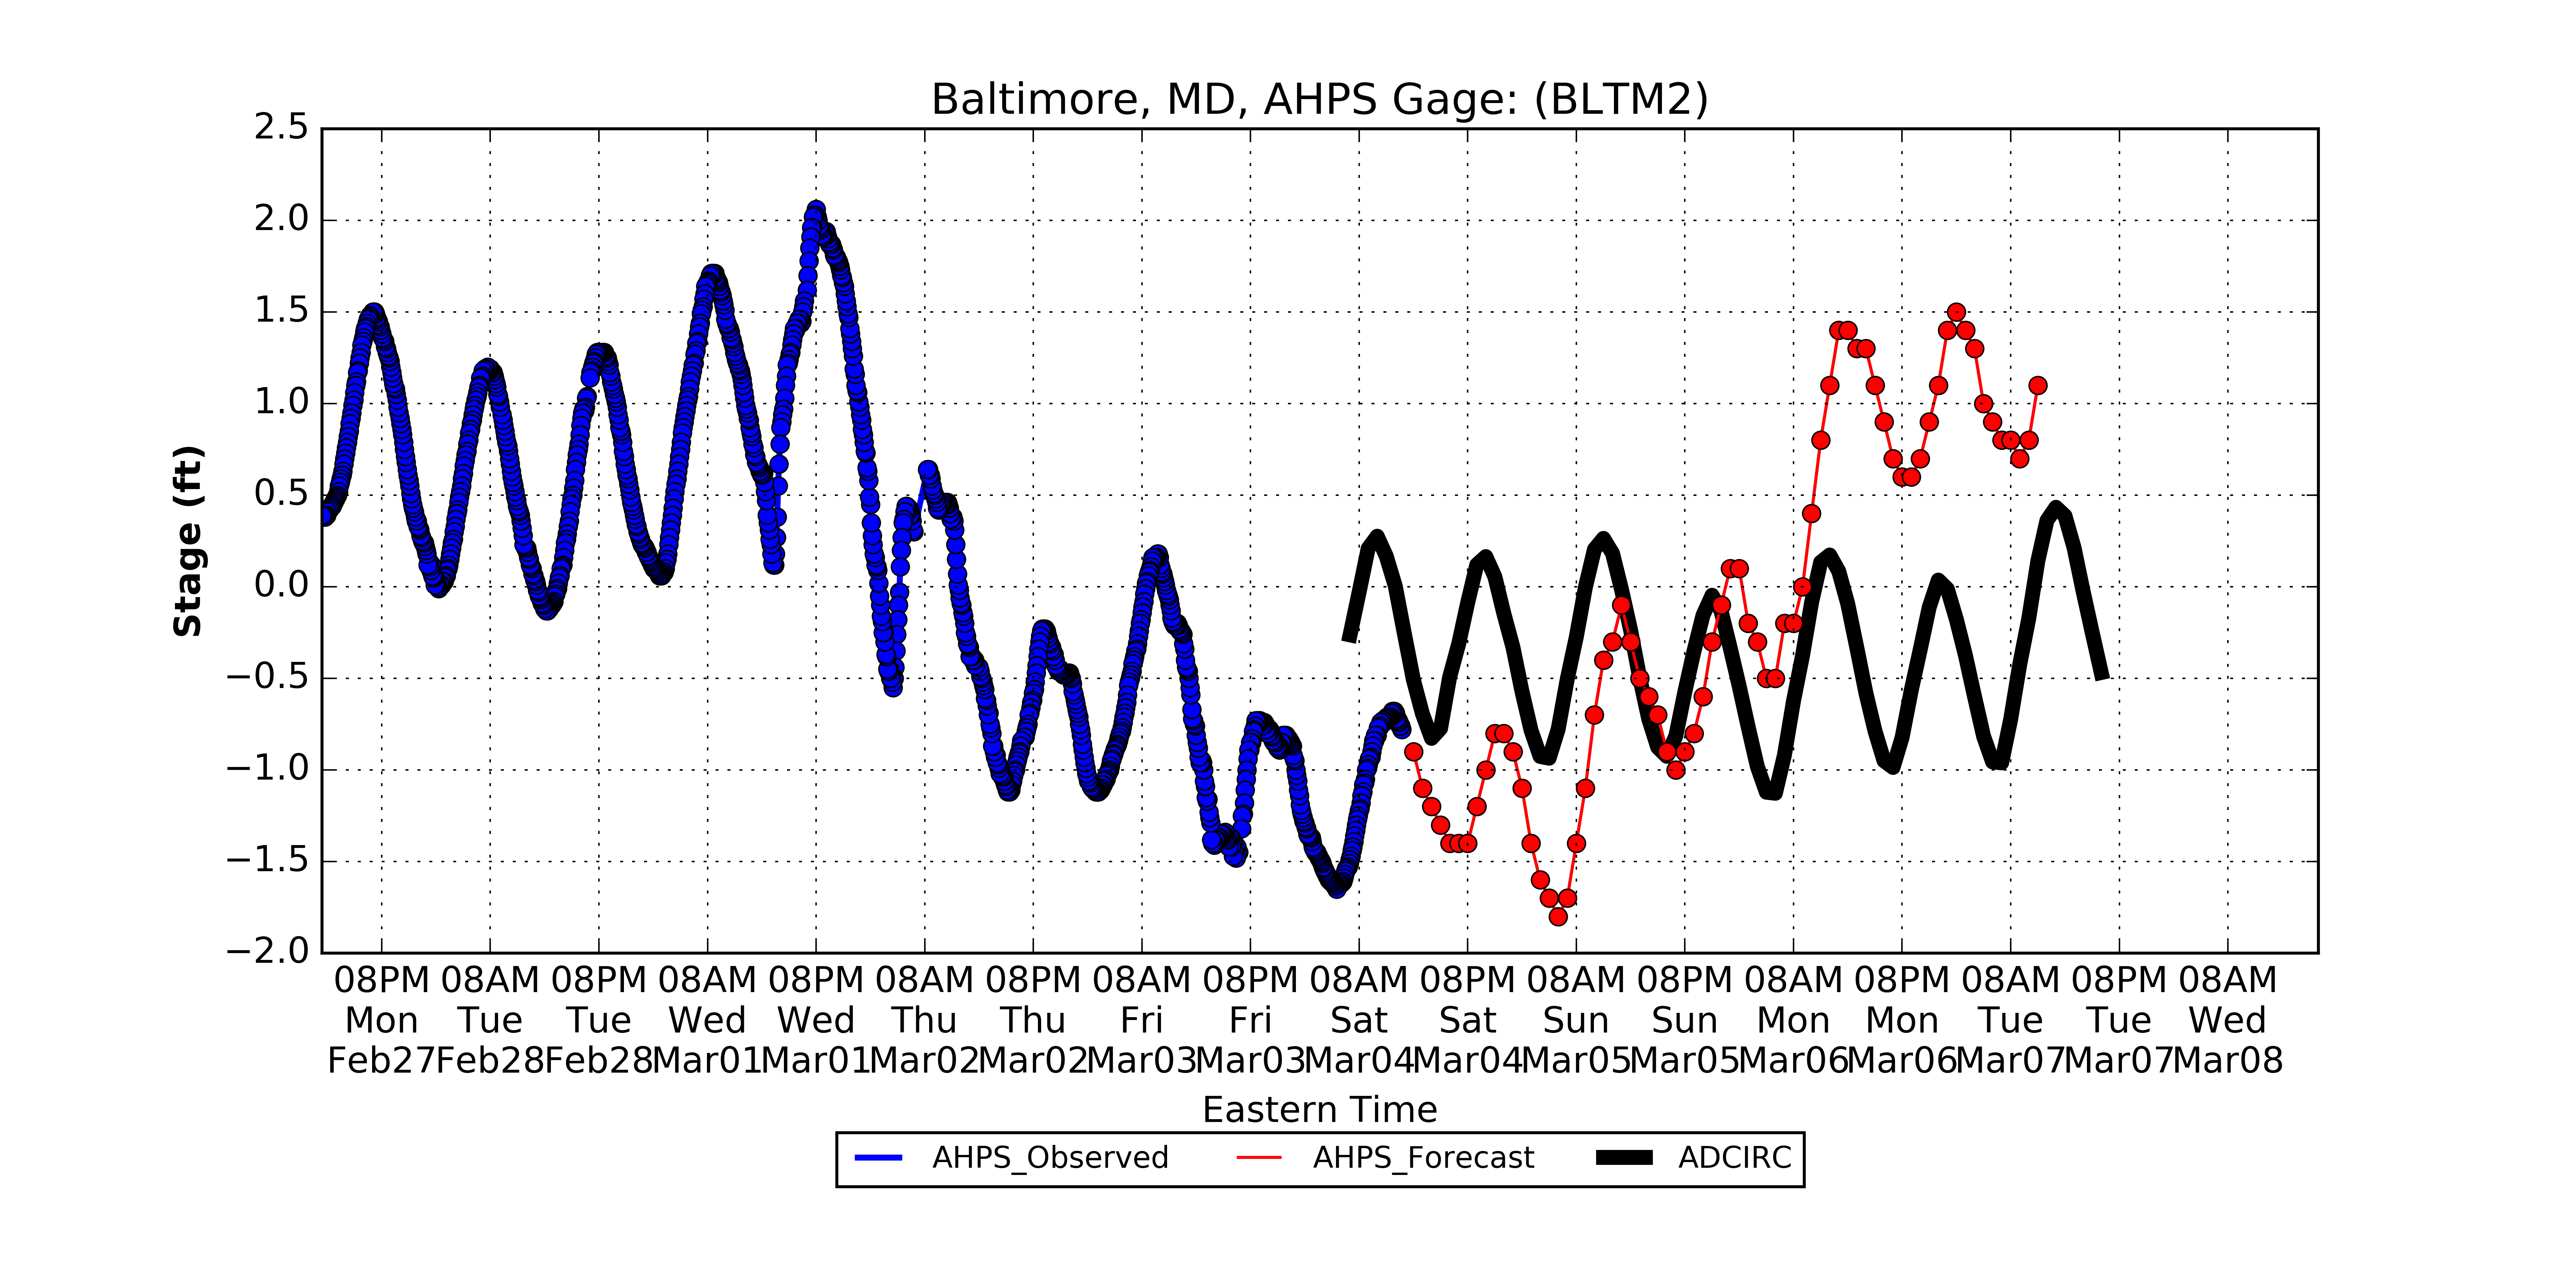 Baltimore, MD, AHPS Gage: (BLTM2)
2.5
2.0
1.5
1.0
0.5
0.0
−0.5
−1.0
−1.5
−2.0
Stage (ft)
08PM 08AM 08PM 08AM 08PM 08AM 08PM 08AM 08PM 08AM 08PM 08AM 08PM 08AM 08PM 08AM 08PM 08AM
Mon Tue Tue Wed Wed Thu Thu Fri Fri Sat Sat Sun Sun Mon Mon Tue Tue Wed
Feb27 Feb28 Feb28 Mar01 Mar01 Mar02 Mar02 Mar03 Mar03 Mar04 Mar04 Mar05 Mar05 Mar06 Mar06 Mar07 Mar07 Mar08
Eastern Time
AHPS_Observed AHPS_Forecast ADCIRC